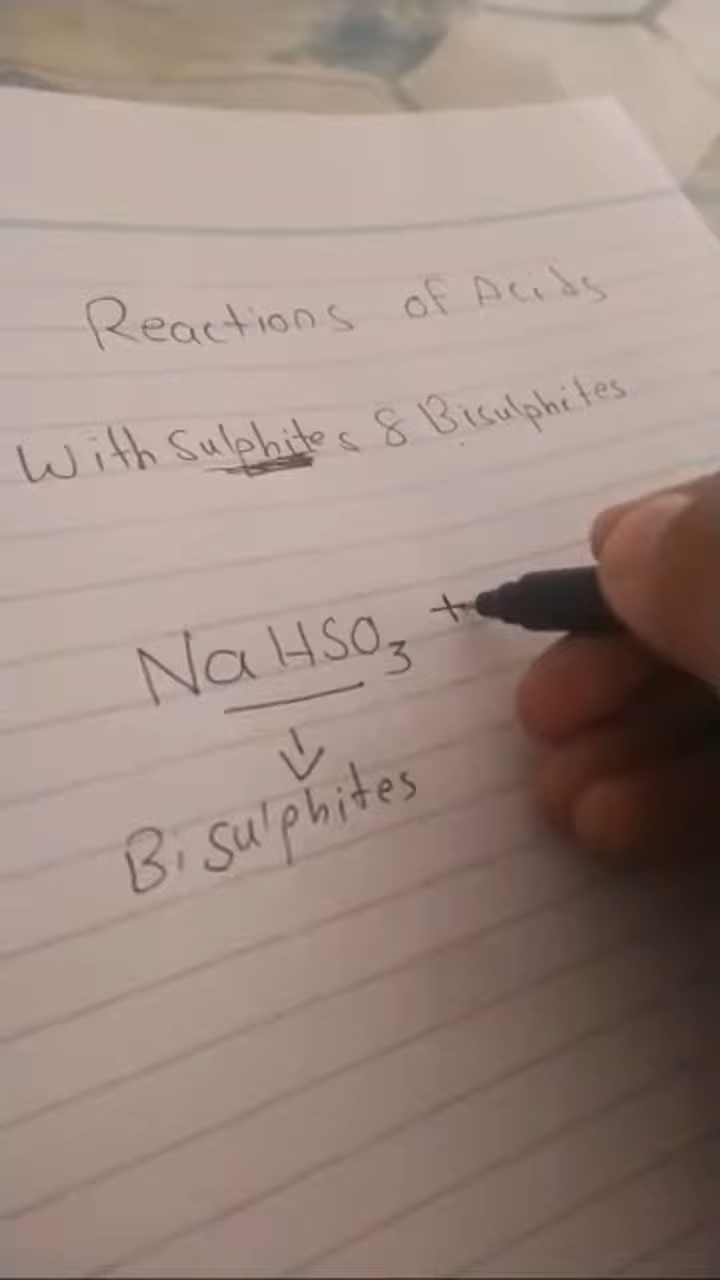 Reactions of Acids
With Sulphites & Bisulphites
NaHSO₃ +
↓
Bisulphites